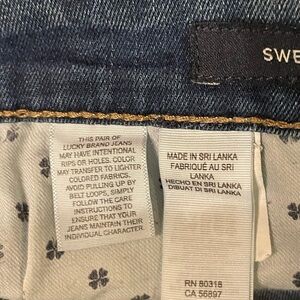 SWE
THIS PAIR OF
LUCKY BRAND JEANS
MAY HAVE INTENTIONAL
RIPS OR HOLES. COLOR
MAY TRANSFER TO LIGHTER
COLORED FABRICS.
AVOID PULLING UP BY
BELT LOOPS, SIMPLY
FOLLOW THE CARE
INSTRUCTIONS TO
ENSURE THAT YOUR
JEANS MAINTAIN THEIR
INDIVIDUAL CHARACTER.
MADE IN SRI LANKA
FABRIQUÉ AU SRI
LANKA
HECHO EN SRI LANKA
DIBUAT DI SRI LANKA
RN 80318
CA 56897